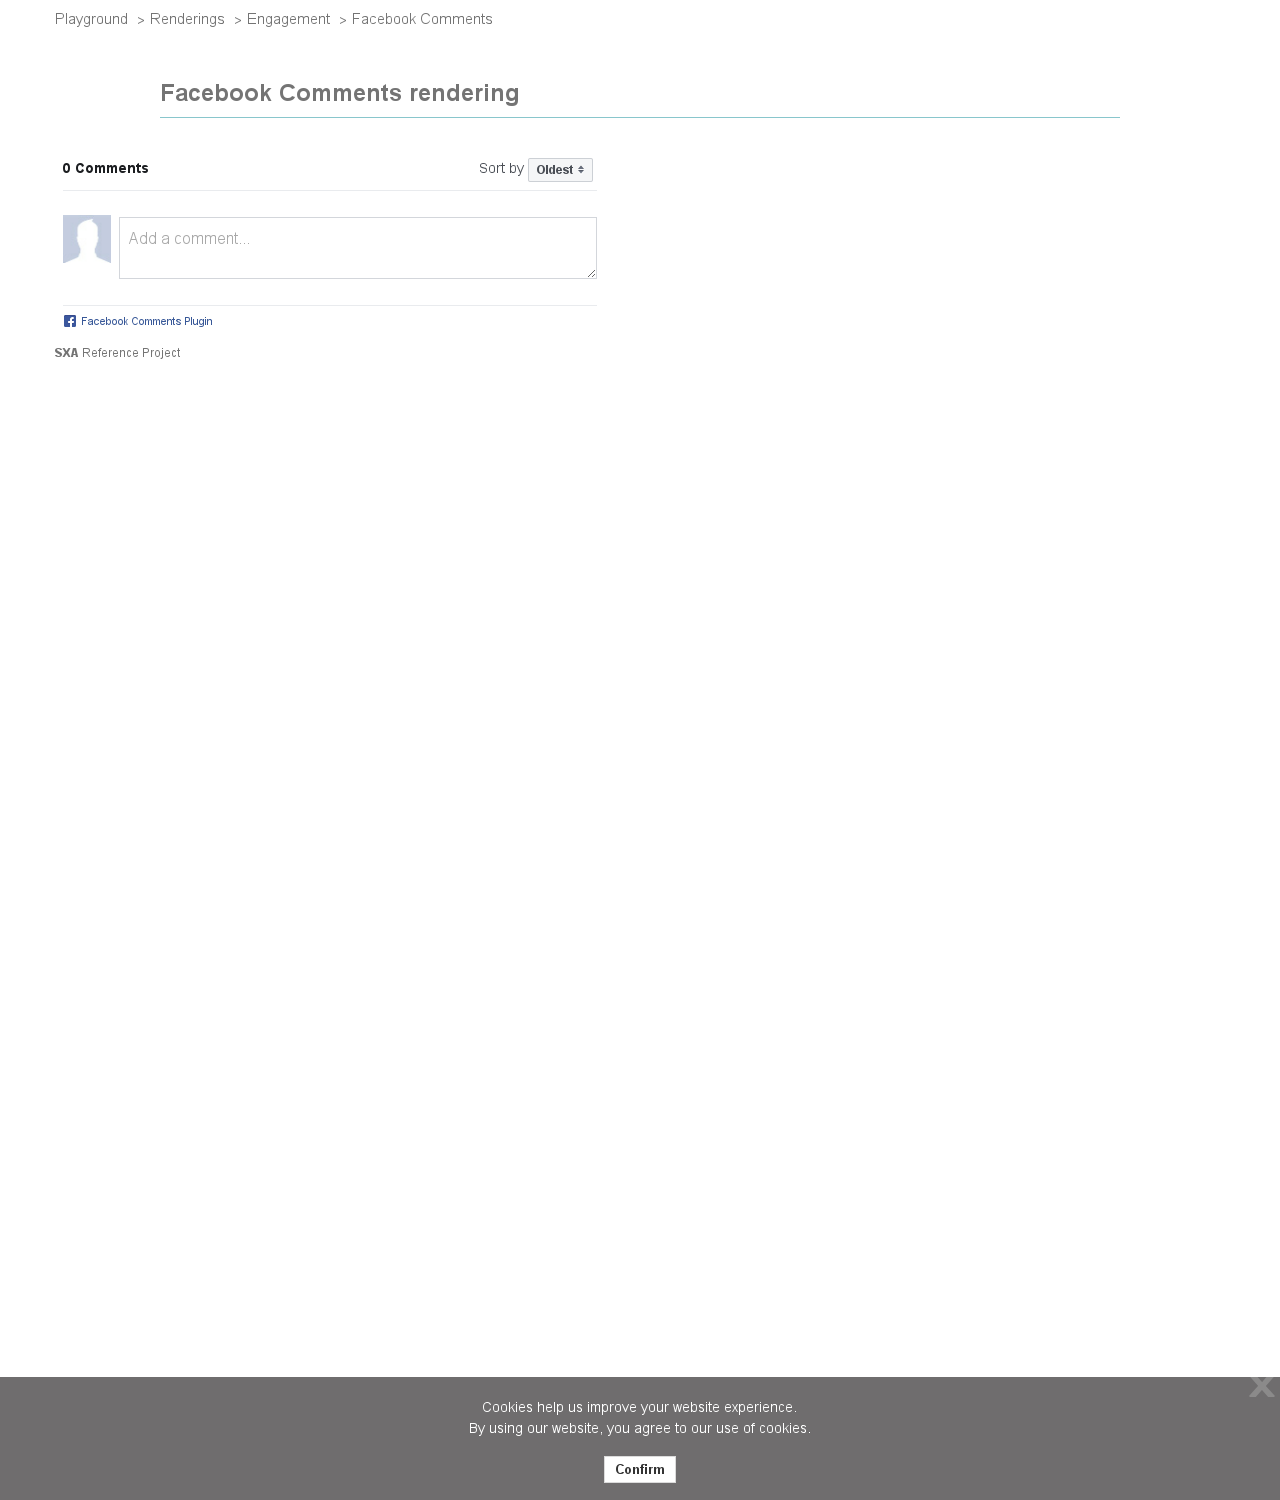 Playground > Renderings > Engagement > Facebook Comments
Facebook Comments rendering
0 Comments Sort by Oldest
Add a comment...
Facebook Comments Plugin
SXA Reference Project
X
Cookies help us improve your website experience.
By using our website, you agree to our use of cookies.
Confirm